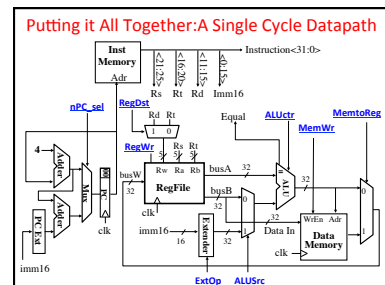 Putting it All Together:A Single Cycle Datapath
Inst
Memory
Adr
Instruction<31:0>
<21:25>
<16:20>
<11:15>
<0:15>
Rs
Rt
Rd
Imm16
nPC_sel
RegDst
Rd
Rt
1
0
Equal
ALUctr
MemWr
MemtoReg
RegWr
5
5
5
Rs
Rt
4
Adder
Mux
PC
00
Adder
PC Ext
clk
imm16
busW
32
Rw
Ra
Rb
RegFile
clk
busA
32
busB
32
imm16
16
Extender
32
0
1
=
ALU
32
32
Data In
clk
WrEn
Adr
Data
Memory
0
1
ExtOp
ALUSrc